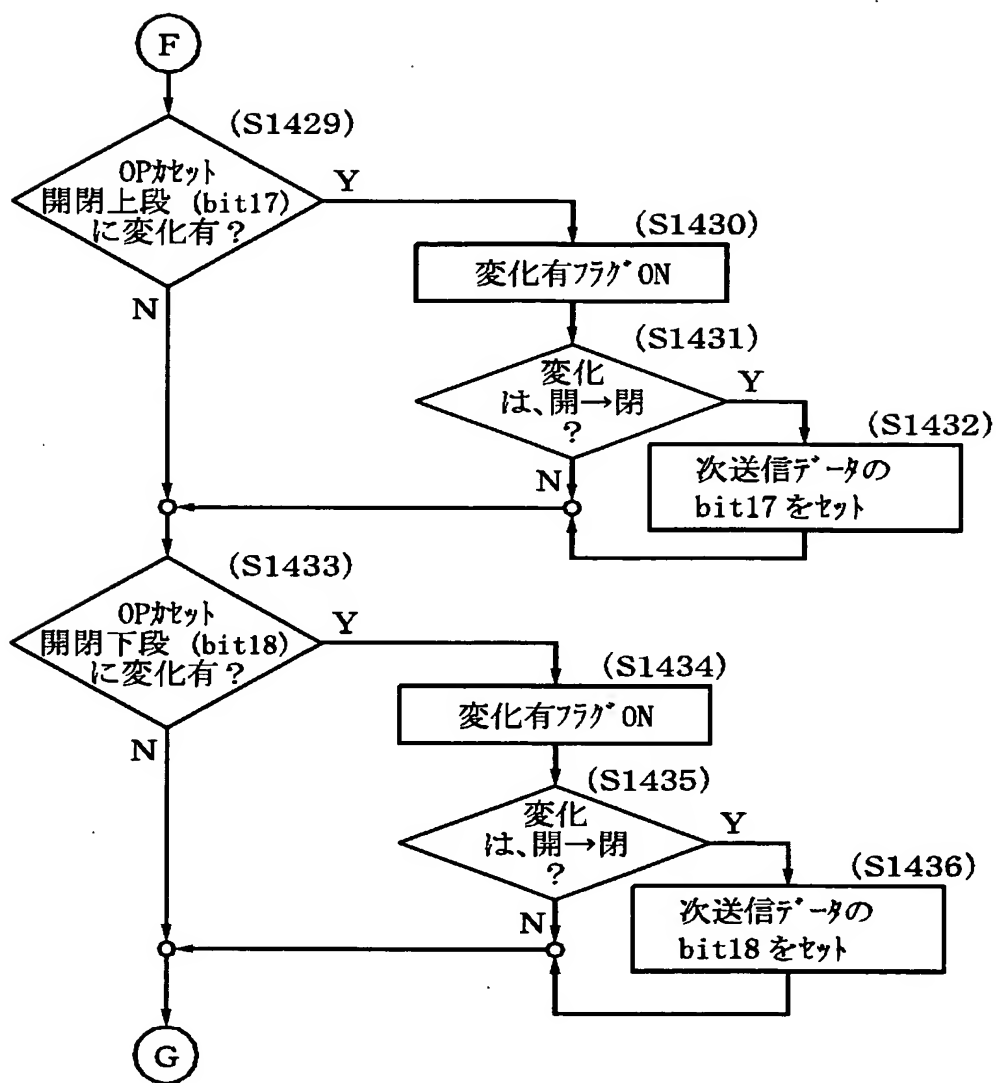 F
(S1429)
OPカセット
開閉上段 (bit17)
に変化有?
Y
N
(S1430)
変化有フラグON
(S1431)
変化
は、開→閉
?
Y
N
(S1432)
次送信データの
bit17をセット
(S1433)
OPカセット
開閉下段 (bit18)
に変化有?
Y
N
(S1434)
変化有フラグON
(S1435)
変化
は、開→閉
?
Y
N
(S1436)
次送信データの
bit18をセット
G